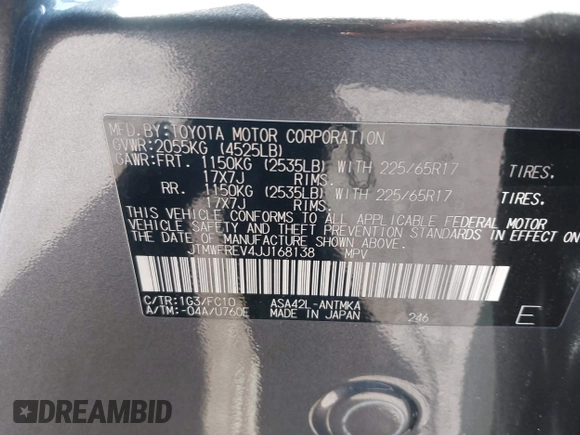 MFD.BY:TOYOTA MOTOR CORPORATION
GVWR:2055KG (4525LB)
GAWR:FRT. 1150KG (2535LB) WITH 225/65R17 TIRES.
17X7J RIMS.
RR. 1150KG (2535LB) WITH 225/65R17 TIRES.
17X7J RIMS.
THIS VEHICLE CONFORMS TO ALL APPLICABLE FEDERAL MOTOR
VEHICLE SAFETY AND THEFT PREVENTION STANDARDS IN EFFECT ON
DATE OF MANUFACTURE SHOWN ABOVE.
JTMWFREV4JJ168138 MPV
C/TR:1G3/FC10 ASA42L-ANTMKA
A/TM:-04A/U760E MADE IN JAPAN 246 E
DREAMBID